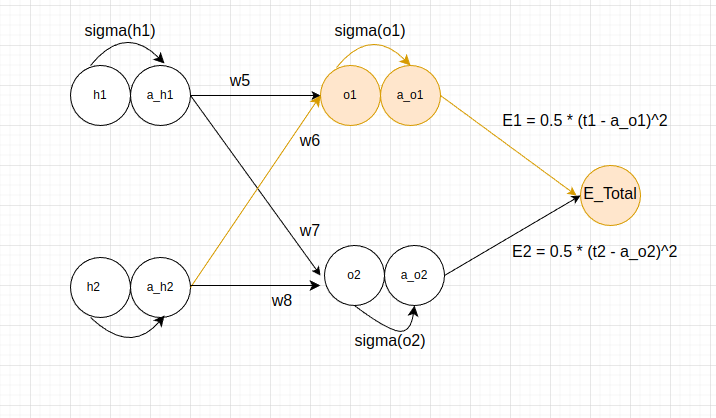 sigma(h1)
sigma(o1)
h1
a_h1
w5
o1
a_o1
E1 = 0.5 * (t1 - a_o1)^2
w6
E_Total
w7
E2 = 0.5 * (t2 - a_o2)^2
h2
a_h2
w8
o2
a_o2
sigma(o2)